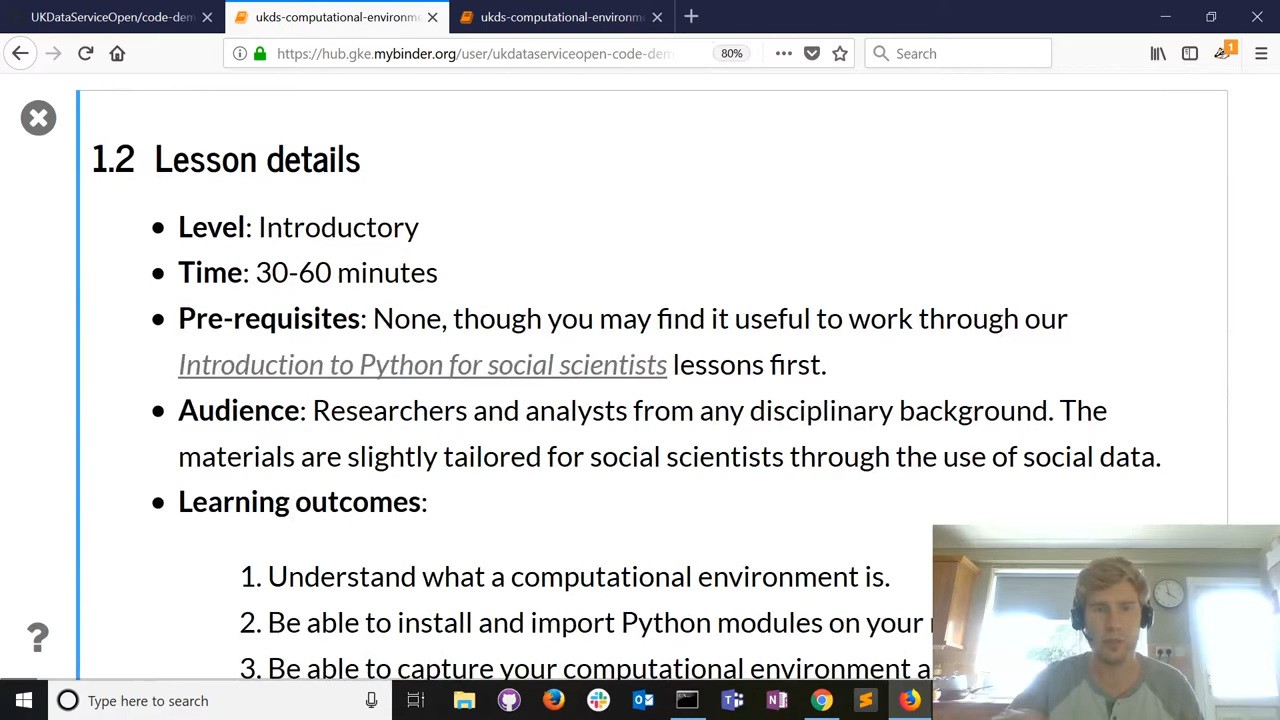 UKDataServiceOpen/code-dem
ukds-computational-environme
ukds-computational-environme
https://hub.gke.mybinder.org/user/ukdataserviceopen-code-dem
80%
Search
1
1.2 Lesson details
• Level: Introductory
• Time: 30-60 minutes
• Pre-requisites: None, though you may find it useful to work through our
Introduction to Python for social scientists lessons first.
• Audience: Researchers and analysts from any disciplinary background. The
materials are slightly tailored for social scientists through the use of social data.
• Learning outcomes:
1. Understand what a computational environment is.
2. Be able to install and import Python modules on your
3. Be able to capture your computational environment a
?
Type here to search